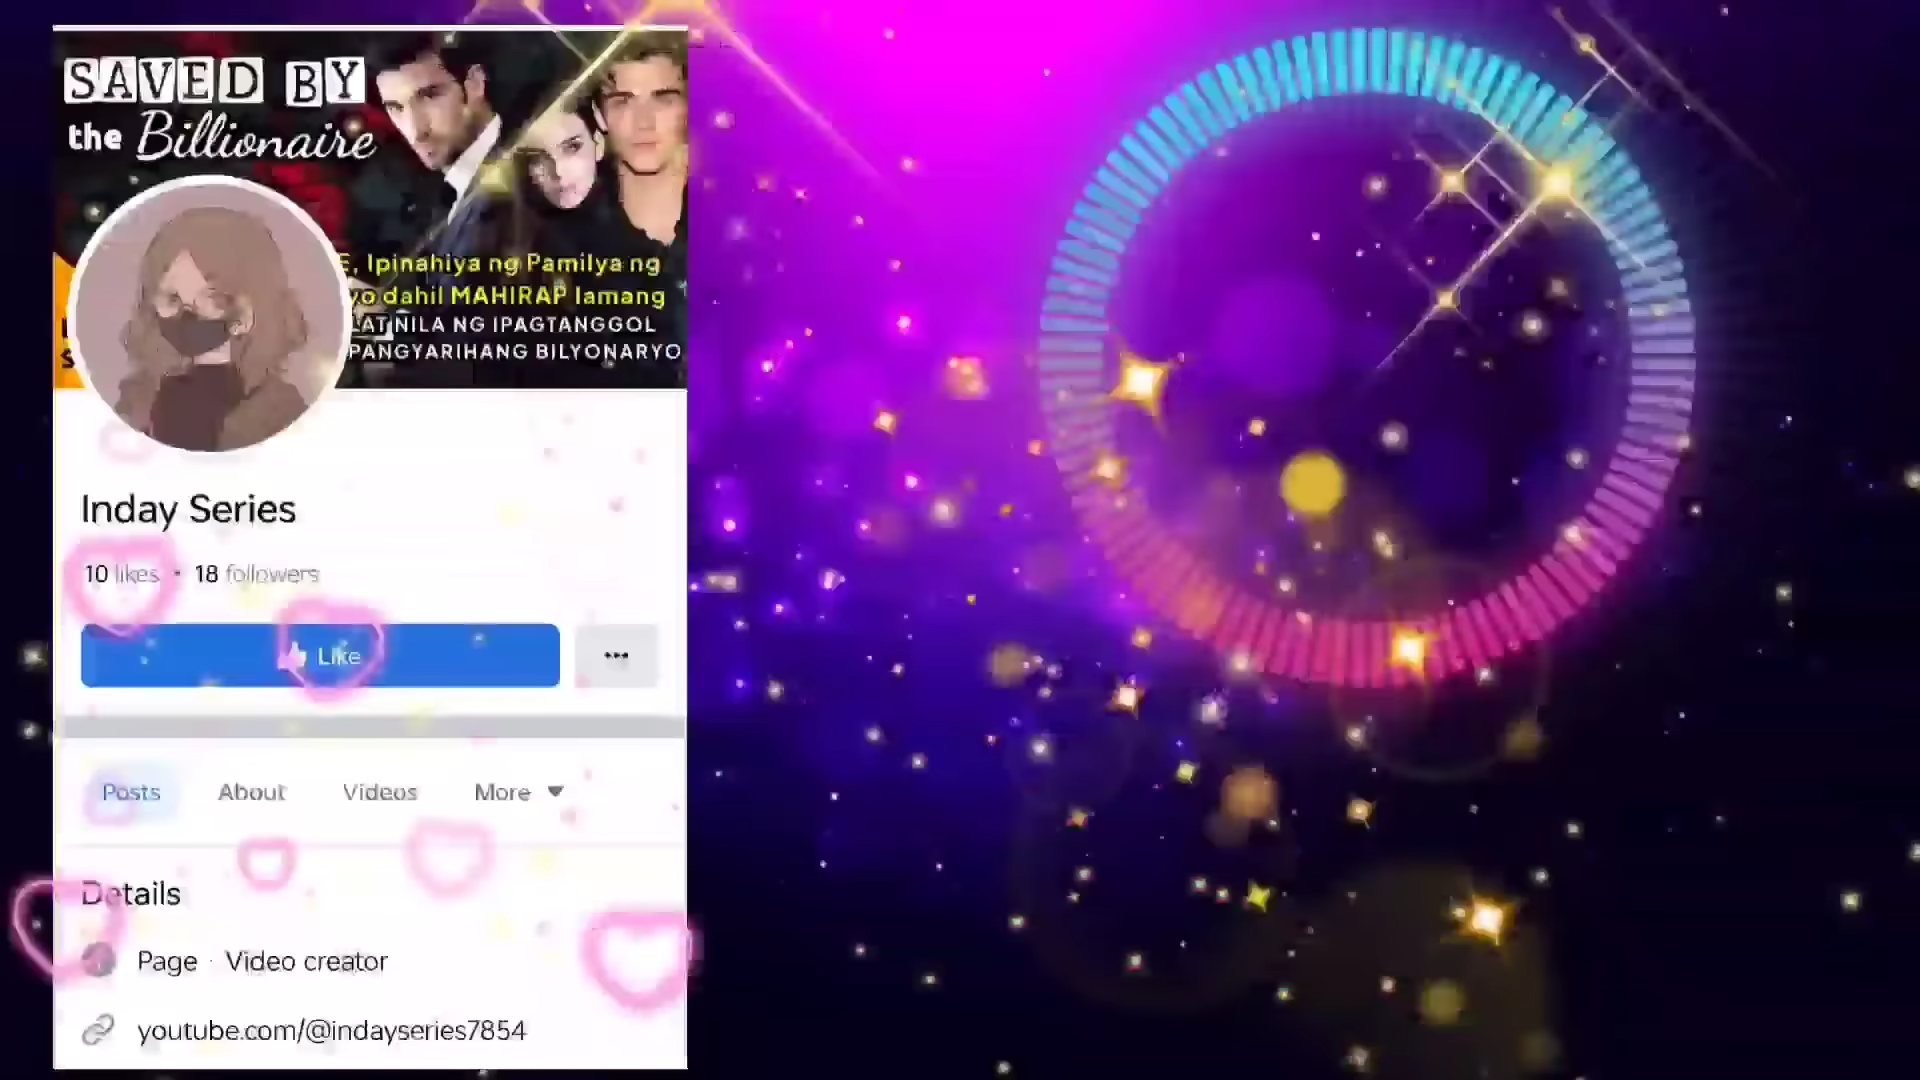 SAVED BY
the Billionaire
E, Ipinahiya ng Pamilya ng
yo dahil MAHIRAP lamang
LAT NILA NG IPAGTANGGOL
PANGYARIHANG BILYONARYO
Inday Series
10 likes · 18 followers
Like
Posts About Videos More
Details
Page · Video creator
youtube.com/@indayseries7854